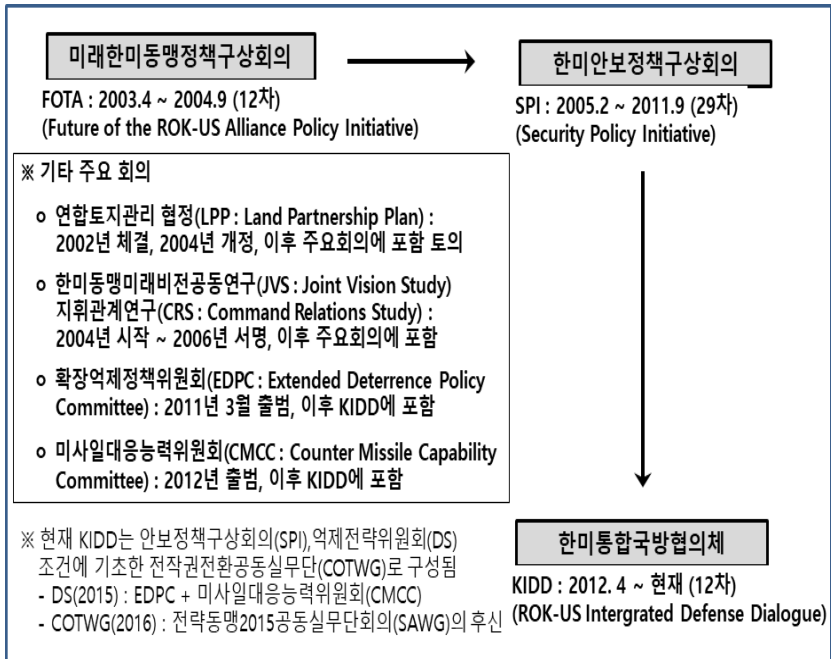 미래한미동맹정책구상회의
FOTA : 2003.4 ~ 2004.9 (12차)
(Future of the ROK-US Alliance Policy Initiative)
한미안보정책구상회의
SPI : 2005.2 ~ 2011.9 (29차)
(Security Policy Initiative)
※ 기타 주요 회의
o 연합토지관리 협정(LPP : Land Partnership Plan) :
2002년 체결, 2004년 개정, 이후 주요회의에 포함 토의
o 한미동맹미래비전공동연구(JVS : Joint Vision Study)
지휘관계연구(CRS : Command Relations Study) :
2004년 시작 ~ 2006년 서명, 이후 주요회의에 포함
o 확장억제정책위원회(EDPC : Extended Deterrence Policy
Committee) : 2011년 3월 출범, 이후 KIDD에 포함
o 미사일대응능력위원회(CMCC : Counter Missile Capability
Committee) : 2012년 출범, 이후 KIDD에 포함
※ 현재 KIDD는 안보정책구상회의(SPI),억제전략위원회(DS)
조건에 기초한 전작권전환공동실무단(COTWG)로 구성됨
- DS(2015) : EDPC + 미사일대응능력위원회(CMCC)
- COTWG(2016) : 전략동맹2015공동실무단회의(SAWG)의 후신
한미통합국방협의체
KIDD : 2012. 4 ~ 현재 (12차)
(ROK-US Intergrated Defense Dialogue)